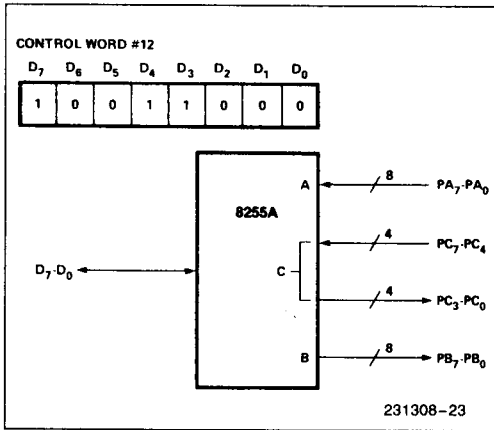 CONTROL WORD #12
D7 D6 D5 D4 D3 D2 D1 D0
1 0 0 1 1 0 0 0
A 8 PA7-PA0
8255A
4 PC7-PC4
D7-D0 C
4 PC3-PC0
B 8 PB7-PB0
231308-23